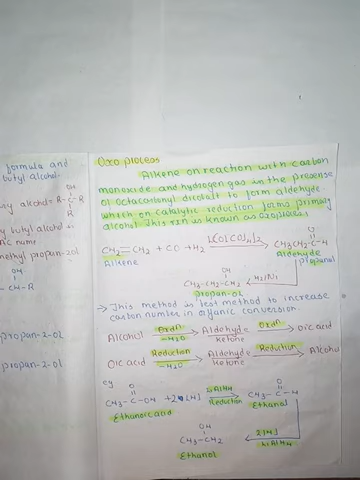 formula and
butyl alcohol-
OH
ry alcohol = R-C-R
R
y butyl alcohol is
methyl propan-2ol
OH
-CH-R
propan-2-ol
propan-2-ol
Oxo process
Alkene on reaction with carbon
monoxide and hydrogen gas in the presense
of octacarbonyl dicobalt to form aldehyde
which on catalytic reduction forms primary
alcohol. This rxn is known as
O
CH2=CH2 + CO + H2 [Co(CO)4]2 → CH3CH2-C-H
Alkene Aldehyde
propanal
OH
CH3-CH2-CH2 ← H2/Ni
Propan-ol
→ This method is best method to increase
carbon number in organic conversion.
Alcohol Oxdn → -H2O Aldehyde ketone Oxdn → Oic acid
Oic acid Reduction → -H2O Aldehyde ketone Reduction → Alcohol
eg O O
CH3-C-OH + 2[H] LiAlH4 → Reduction CH3-C-H
Ethanoic acid Ethanal
OH
CH3-CH2 ← 2[H] LiAlH4
Ethanol